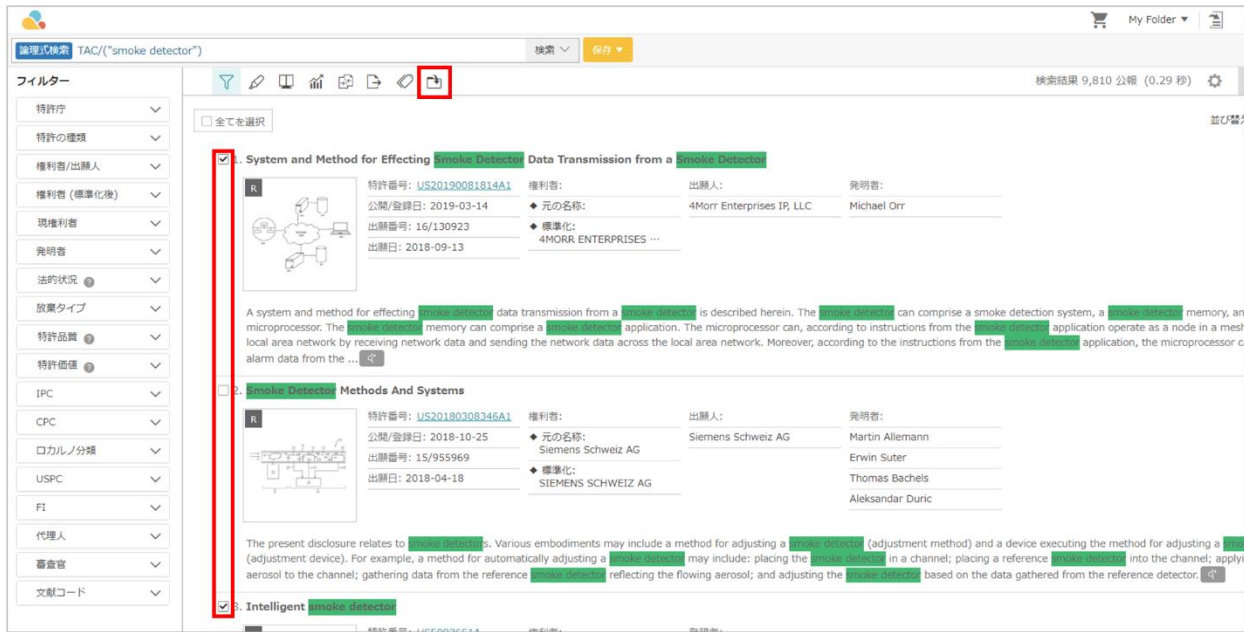 My Folder ▼
論理式検索 TAC/("smoke detector")
検索
保存 ▼
フィルター
検索結果 9,810 公報 (0.29 秒)
特許庁
特許の種類
権利者/出願人
権利者 (標準化後)
現権利者
発明者
法的状況
放棄タイプ
特許品質
特許価値
IPC
CPC
ロカルノ分類
USPC
FI
代理人
審査官
文献コード
全てを選択
並び替え
1. System and Method for Effecting Smoke Detector Data Transmission from a Smoke Detector
R
特許番号: US20190081814A1
公開/登録日: 2019-03-14
出願番号: 16/130923
出願日: 2018-09-13
権利者:
◆ 元の名称:
◆ 標準化:
4MORR ENTERPRISES ⋯
出願人:
4Morr Enterprises IP, LLC
発明者:
Michael Orr
A system and method for effecting smoke detector data transmission from a smoke detector is described herein. The smoke detector can comprise a smoke detection system, a smoke detector memory, an
microprocessor. The smoke detector memory can comprise a smoke detector application. The microprocessor can, according to instructions from the smoke detector application operate as a node in a mesh
local area network by receiving network data and sending the network data across the local area network. Moreover, according to the instructions from the smoke detector application, the microprocessor c
alarm data from the ...
2. Smoke Detector Methods And Systems
R
特許番号: US20180308346A1
公開/登録日: 2018-10-25
出願番号: 15/955969
出願日: 2018-04-18
権利者:
◆ 元の名称:
Siemens Schweiz AG
◆ 標準化:
SIEMENS SCHWEIZ AG
出願人:
Siemens Schweiz AG
発明者:
Martin Allemann
Erwin Suter
Thomas Bachels
Aleksandar Duric
The present disclosure relates to smoke detectors. Various embodiments may include a method for adjusting a smoke detector (adjustment method) and a device executing the method for adjusting a smo
(adjustment device). For example, a method for automatically adjusting a smoke detector may include: placing the smoke detector in a channel; placing a reference smoke detector into the channel; applyi
aerosol to the channel; gathering data from the reference smoke detector reflecting the flowing aerosol; and adjusting the smoke detector based on the data gathered from the reference detector.
3. Intelligent smoke detector